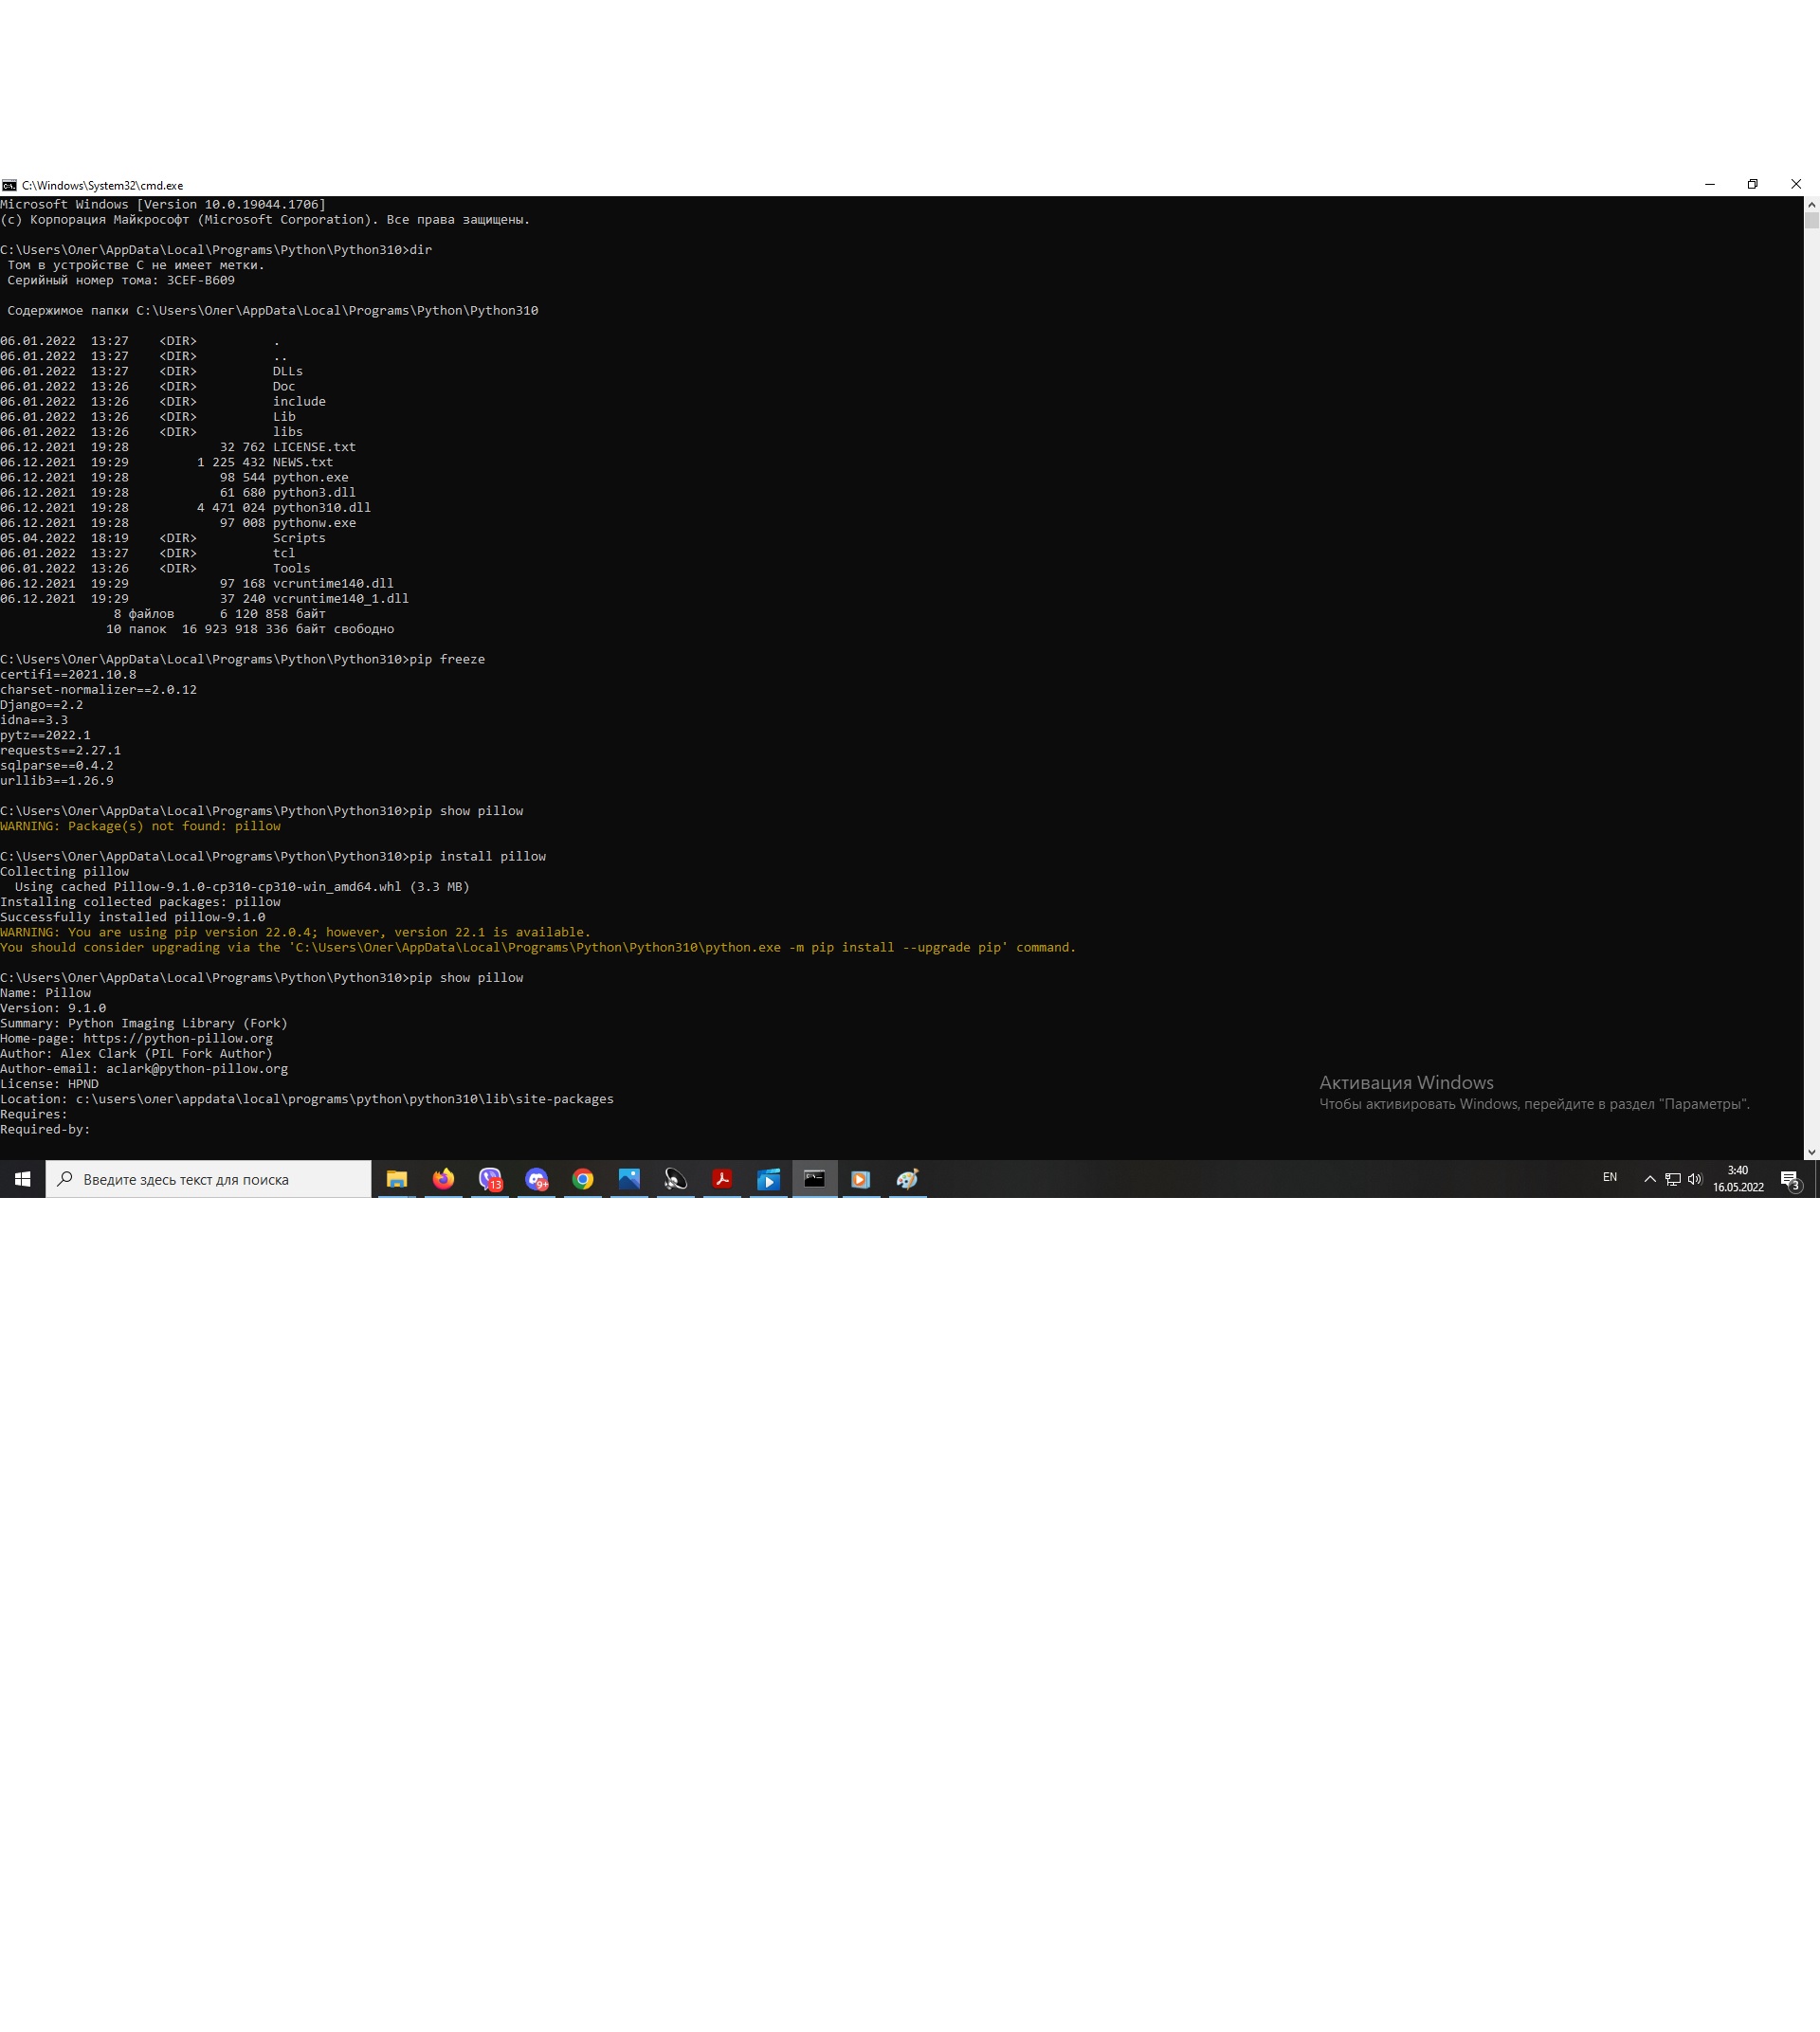 C:\Windows\System32\cmd.exe
Microsoft Windows [Version 10.0.19044.1706]
(c) Корпорация Майкрософт (Microsoft Corporation). Все права защищены.
C:\Users\Олег\AppData\Local\Programs\Python\Python310>dir
Том в устройстве C не имеет метки.
Серийный номер тома: 3CEF-B609
Содержимое папки C:\Users\Олег\AppData\Local\Programs\Python\Python310
06.01.2022  13:27    <DIR>          .
06.01.2022  13:27    <DIR>          ..
06.01.2022  13:27    <DIR>          DLLs
06.01.2022  13:26    <DIR>          Doc
06.01.2022  13:26    <DIR>          include
06.01.2022  13:26    <DIR>          Lib
06.01.2022  13:26    <DIR>          libs
06.12.2021  19:28            32 762 LICENSE.txt
06.12.2021  19:29         1 225 432 NEWS.txt
06.12.2021  19:28            98 544 python.exe
06.12.2021  19:28            61 680 python3.dll
06.12.2021  19:28         4 471 024 python310.dll
06.12.2021  19:28            97 008 pythonw.exe
05.04.2022  18:19    <DIR>          Scripts
06.01.2022  13:27    <DIR>          tcl
06.01.2022  13:26    <DIR>          Tools
06.12.2021  19:29            97 168 vcruntime140.dll
06.12.2021  19:29            37 240 vcruntime140_1.dll
8 файлов      6 120 858 байт
10 папок  16 923 918 336 байт свободно
C:\Users\Олег\AppData\Local\Programs\Python\Python310>pip freeze
certifi==2021.10.8
charset-normalizer==2.0.12
Django==2.2
idna==3.3
pytz==2022.1
requests==2.27.1
sqlparse==0.4.2
urllib3==1.26.9
C:\Users\Олег\AppData\Local\Programs\Python\Python310>pip show pillow
WARNING: Package(s) not found: pillow
C:\Users\Олег\AppData\Local\Programs\Python\Python310>pip install pillow
Collecting pillow
Using cached Pillow-9.1.0-cp310-cp310-win_amd64.whl (3.3 MB)
Installing collected packages: pillow
Successfully installed pillow-9.1.0
WARNING: You are using pip version 22.0.4; however, version 22.1 is available.
You should consider upgrading via the 'C:\Users\Олег\AppData\Local\Programs\Python\Python310\python.exe -m pip install --upgrade pip' command.
C:\Users\Олег\AppData\Local\Programs\Python\Python310>pip show pillow
Name: Pillow
Version: 9.1.0
Summary: Python Imaging Library (Fork)
Home-page: https://python-pillow.org
Author: Alex Clark (PIL Fork Author)
Author-email: aclark@python-pillow.org
License: HPND
Location: c:\users\олег\appdata\local\programs\python\python310\lib\site-packages
Requires:
Required-by:
Активация Windows
Чтобы активировать Windows, перейдите в раздел "Параметры".
Введите здесь текст для поиска
13
9+
EN
3:40
16.05.2022
3